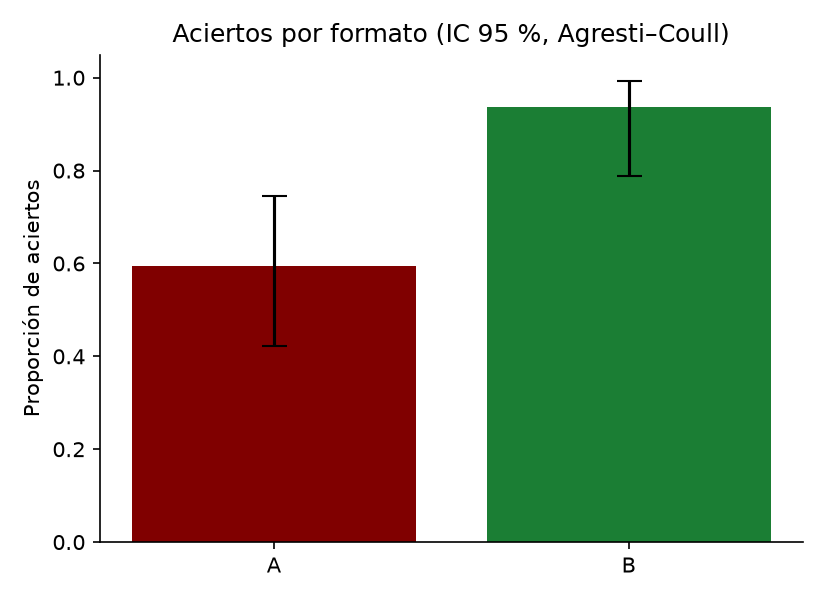 Aciertos por formato (IC 95 %, Agresti–Coull)
Proporción de aciertos
1.0
0.8
0.6
0.4
0.2
0.0
A
B